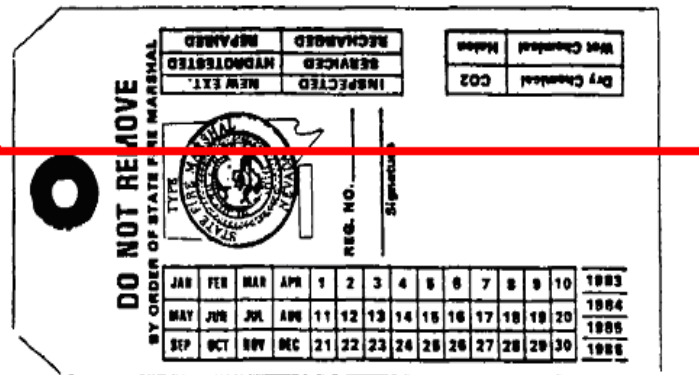 DO NOT REMOVE
BY ORDER OF STATE FIRE MARSHAL
Dry Chemical CO2
Wet Chemical Halon
INSPECTED NEW EXT.
SERVICED HYDROTESTED
RECHARGED REPAIRED
TYPE
STATE FIRE MARSHAL NEVADA
REG. NO.
Signature
JAN FEB MAR APR 1 2 3 4 5 6 7 8 9 10 1983
1984
MAY JUN JUL AUG 11 12 13 14 15 16 17 18 19 20
1985
SEP OCT NOV DEC 21 22 23 24 25 26 27 28 29 30